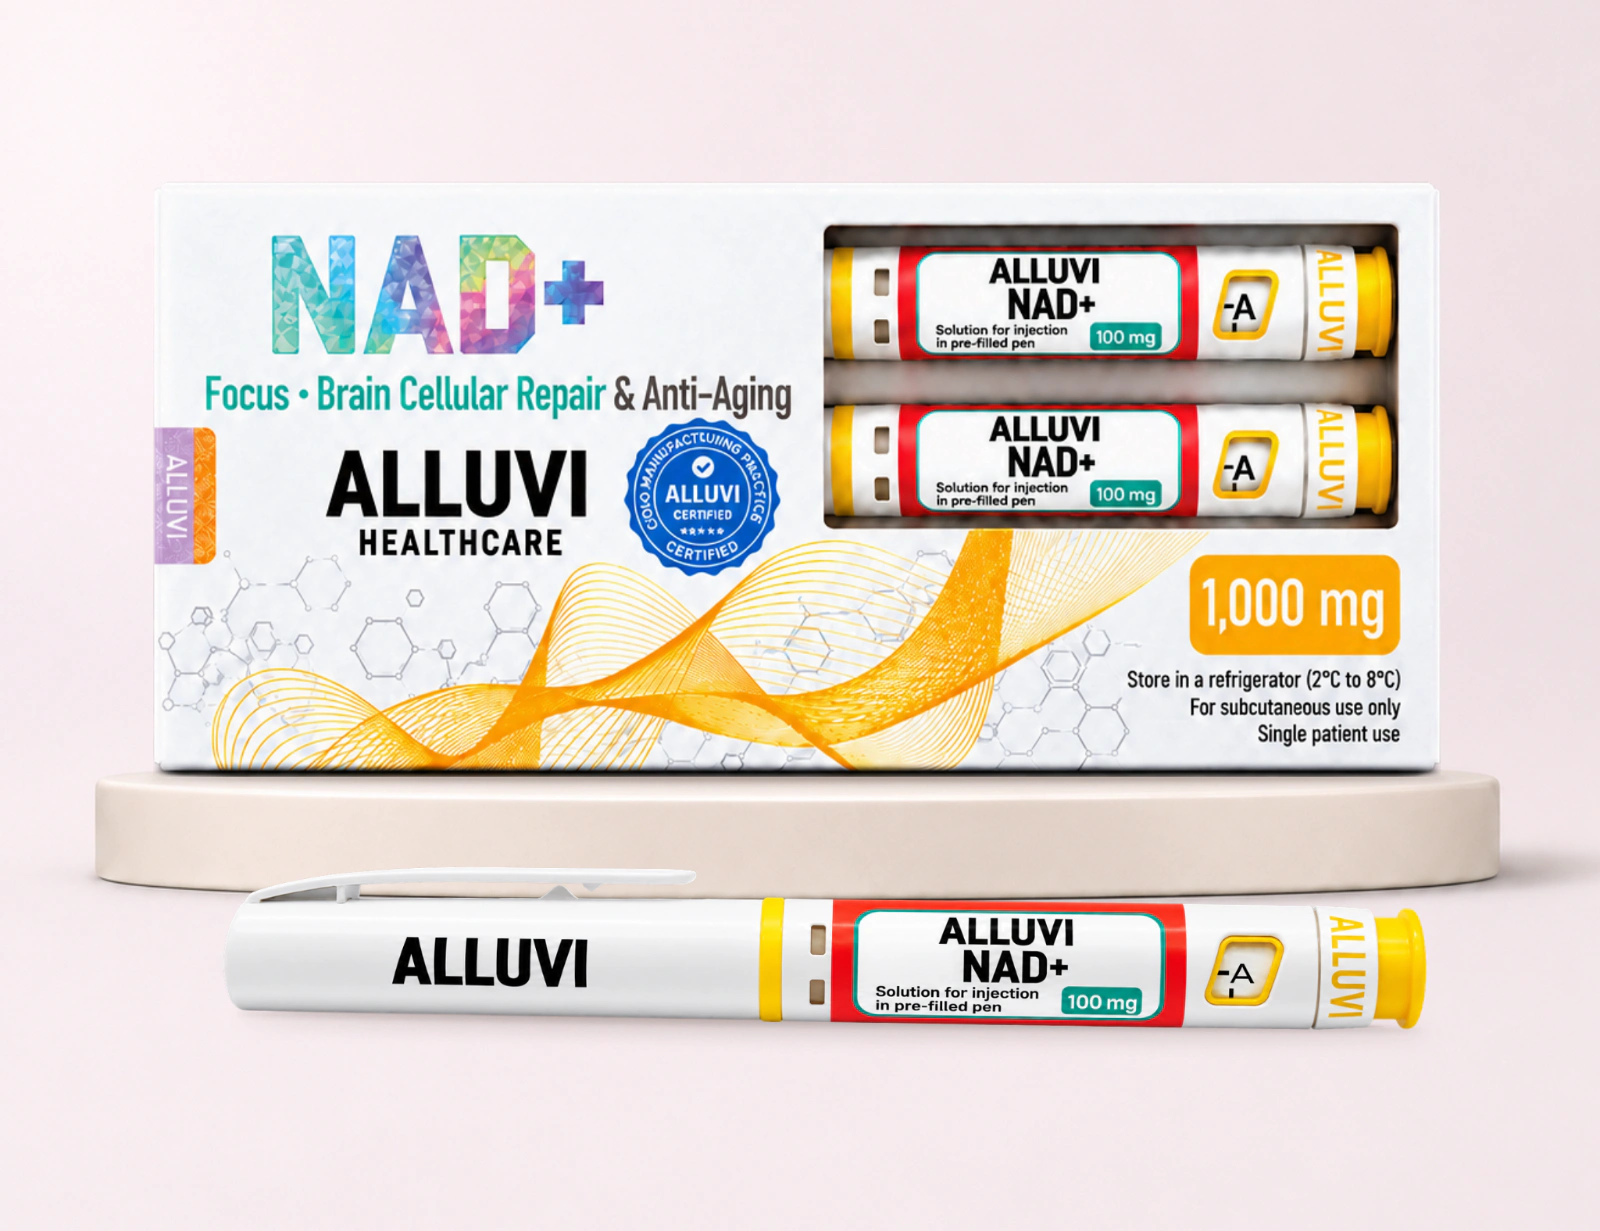 NAD+
Focus • Brain Cellular Repair & Anti-Aging
ALLUVI
HEALTHCARE
ALLUVI
ALLUVI
CERTIFIED
CERTIFIED
ALLUVI
NAD+
Solution for injection
in pre-filled pen
100 mg
-A
ALLUVI
ALLUVI
NAD+
Solution for injection
in pre-filled pen
100 mg
-A
ALLUVI
1,000 mg
Store in a refrigerator (2°C to 8°C)
For subcutaneous use only
Single patient use
ALLUVI
ALLUVI
NAD+
Solution for injection
in pre-filled pen
100 mg
-A
ALLUVI